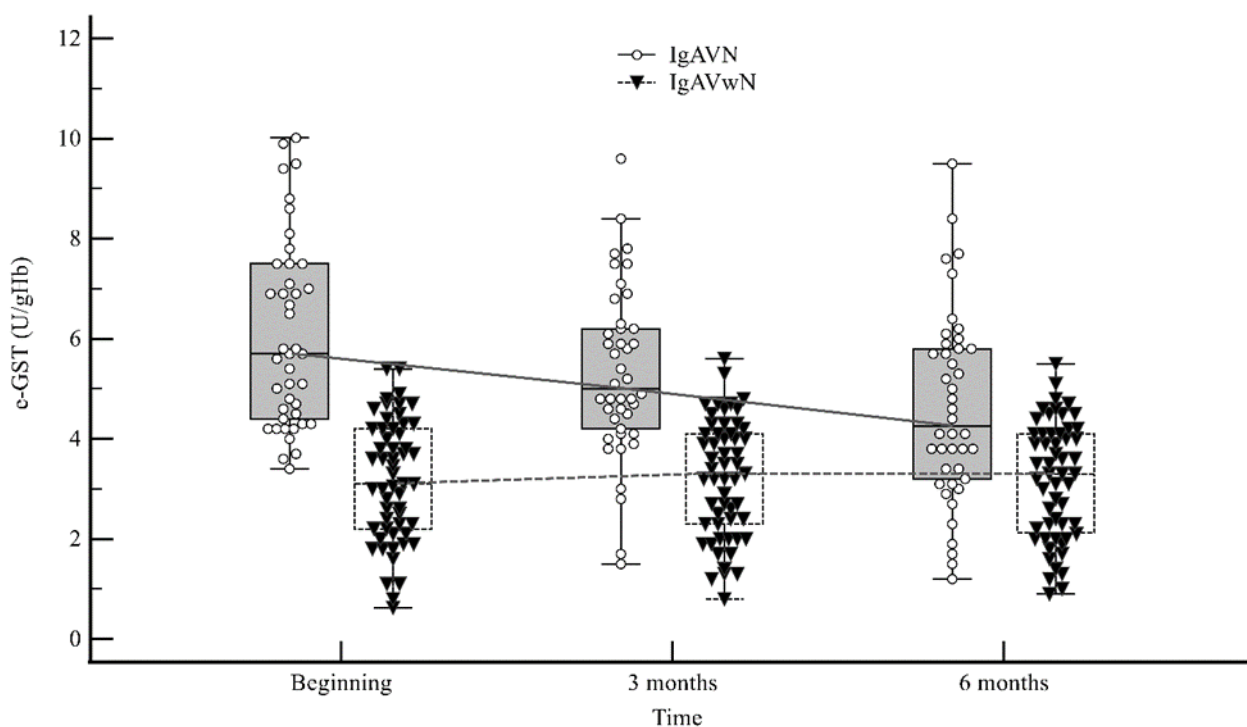 12
10
8
6
4
2
0
c-GST (U/gHb)
IgAVN
IgAVwN
Beginning
3 months
6 months
Time